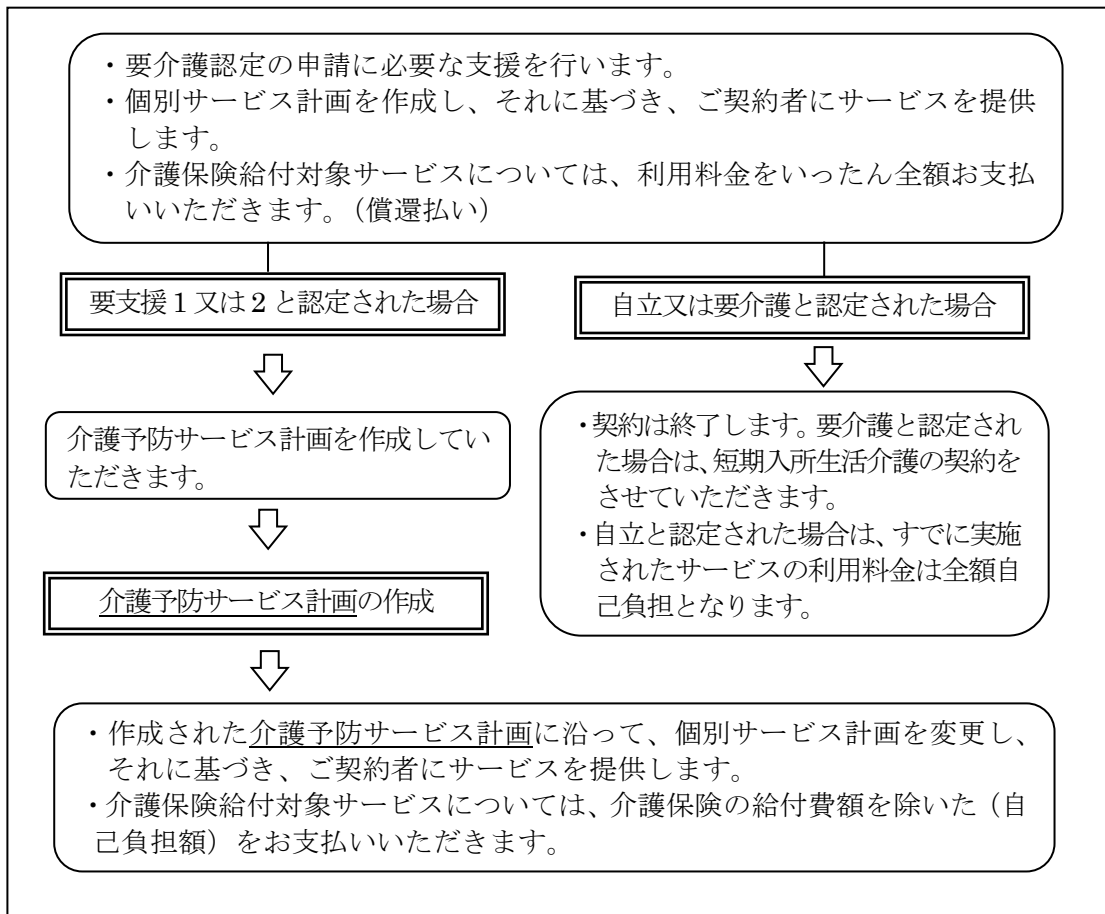 ・要介護認定の申請に必要な支援を行います。
・個別サービス計画を作成し、それに基づき、ご契約者にサービスを提供
します。
・介護保険給付対象サービスについては、利用料金をいったん全額お支払
いいただきます。（償還払い）
要支援1又は2と認定された場合
自立又は要介護と認定された場合
介護予防サービス計画を作成してい
ただきます。
・契約は終了します。要介護と認定され
た場合は、短期入所生活介護の契約を
させていただきます。
・自立と認定された場合は、すでに実施
されたサービスの利用料金は全額自
己負担となります。
介護予防サービス計画の作成
・作成された介護予防サービス計画に沿って、個別サービス計画を変更し、
それに基づき、ご契約者にサービスを提供します。
・介護保険給付対象サービスについては、介護保険の給付費額を除いた（自
己負担額）をお支払いいただきます。